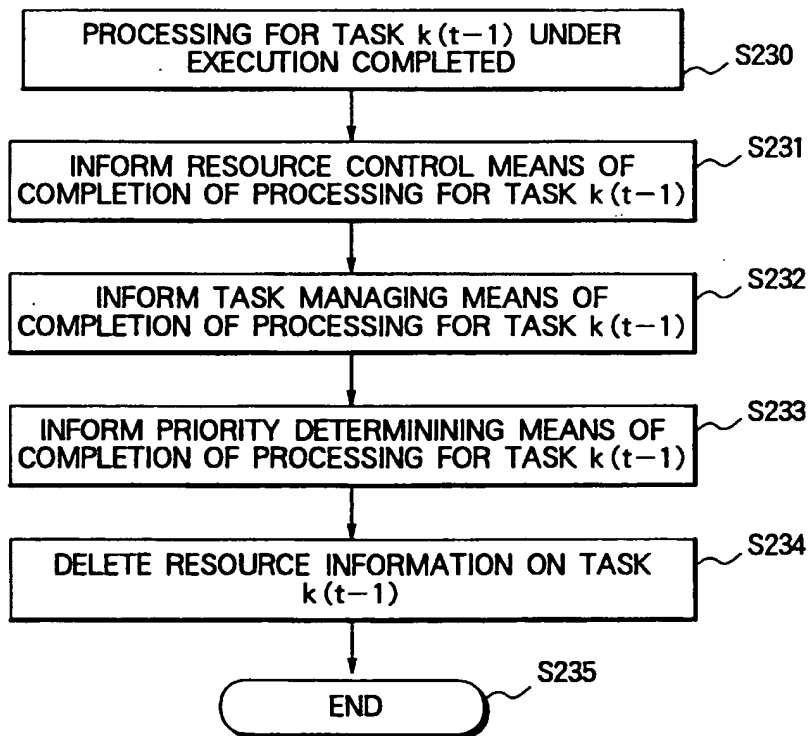 PROCESSING FOR TASK k(t−1) UNDER
EXECUTION COMPLETED
S230
INFORM RESOURCE CONTROL MEANS OF
COMPLETION OF PROCESSING FOR TASK k(t−1)
S231
INFORM TASK MANAGING MEANS OF
COMPLETION OF PROCESSING FOR TASK k(t−1)
S232
INFORM PRIORITY DETERMINING MEANS OF
COMPLETION OF PROCESSING FOR TASK k(t−1)
S233
DELETE RESOURCE INFORMATION ON TASK
k(t−1)
S234
END
S235